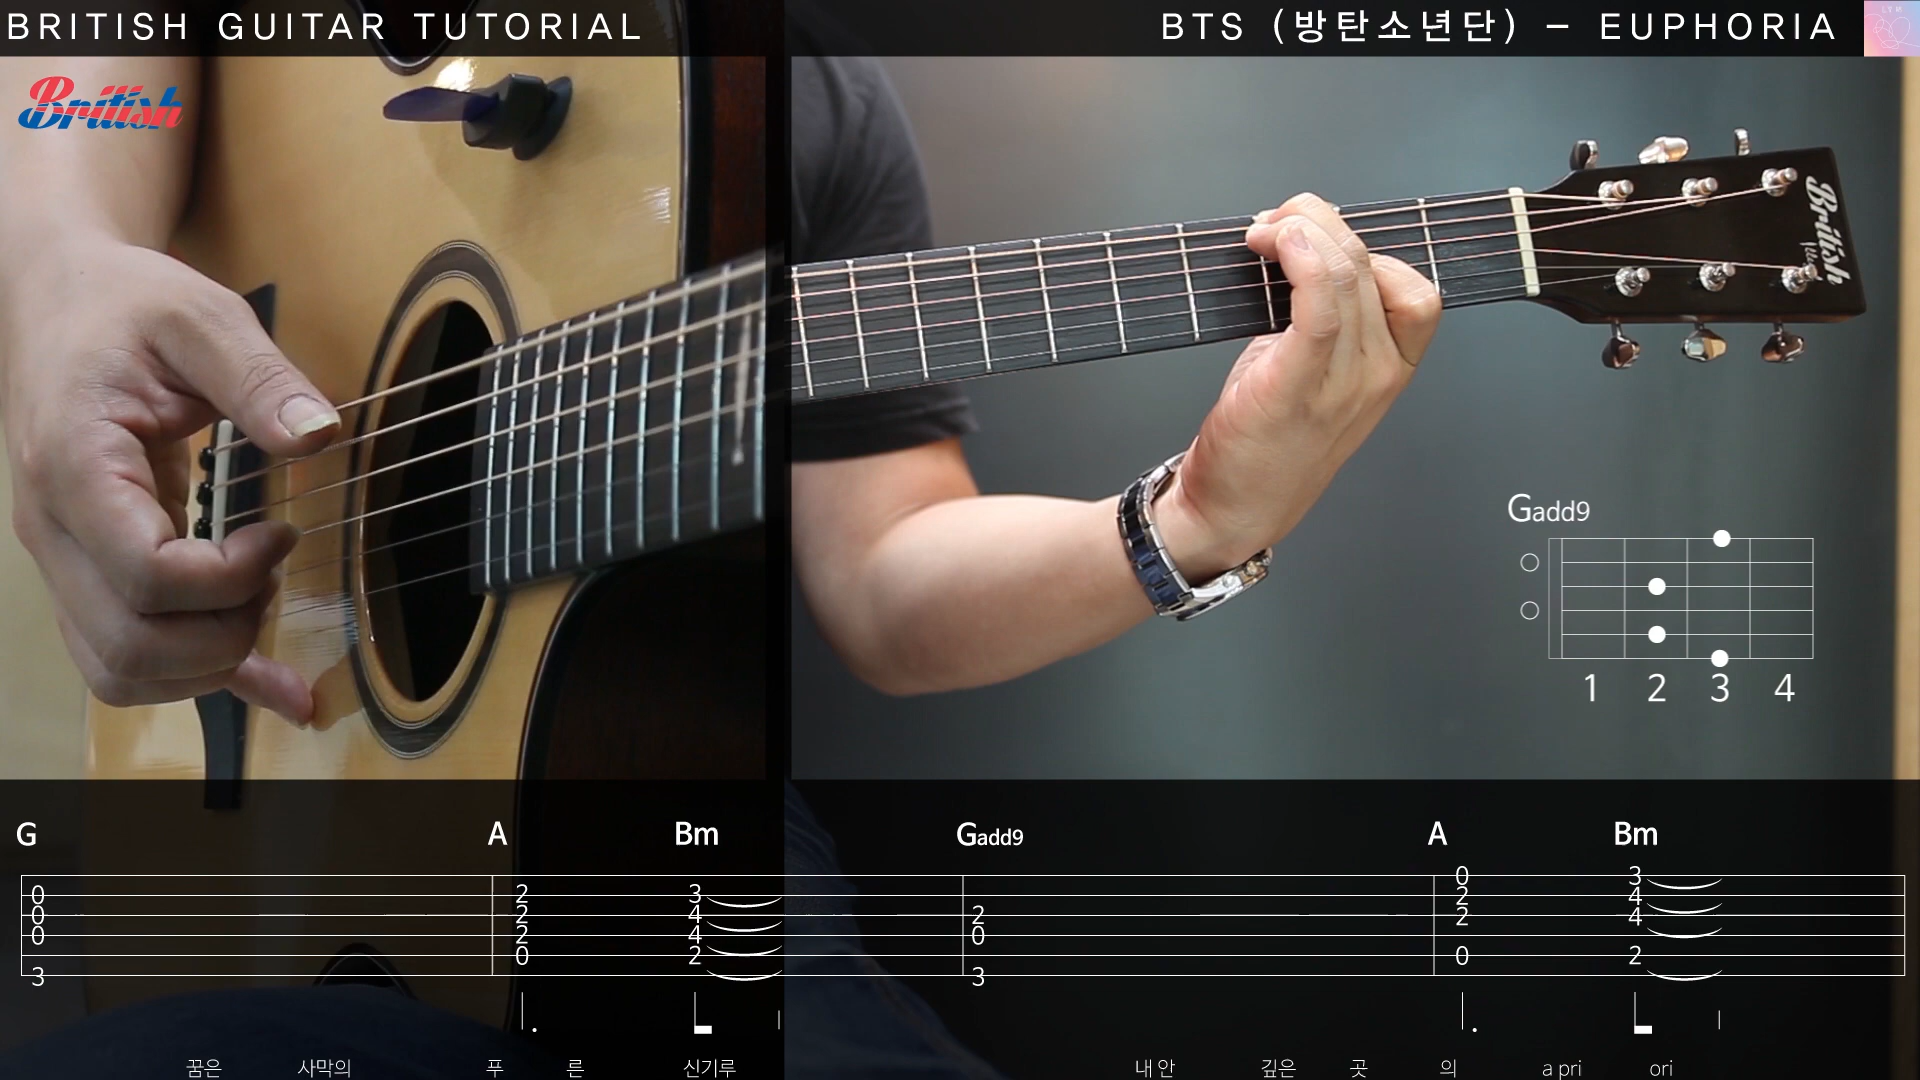 BRITISH GUITAR TUTORIAL
BTS (방탄소년단) – EUPHORIA
British
British
Gadd9
1 2 3 4
G A Bm Gadd9 A Bm
0 3 0 3
2 3 2 4
0 2 4 2 2 4
0 2 4 0
0 2 0 2
3 3
꿈은 사막의 푸 른 신기루 내 안 깊은 곳 의 a pri ori